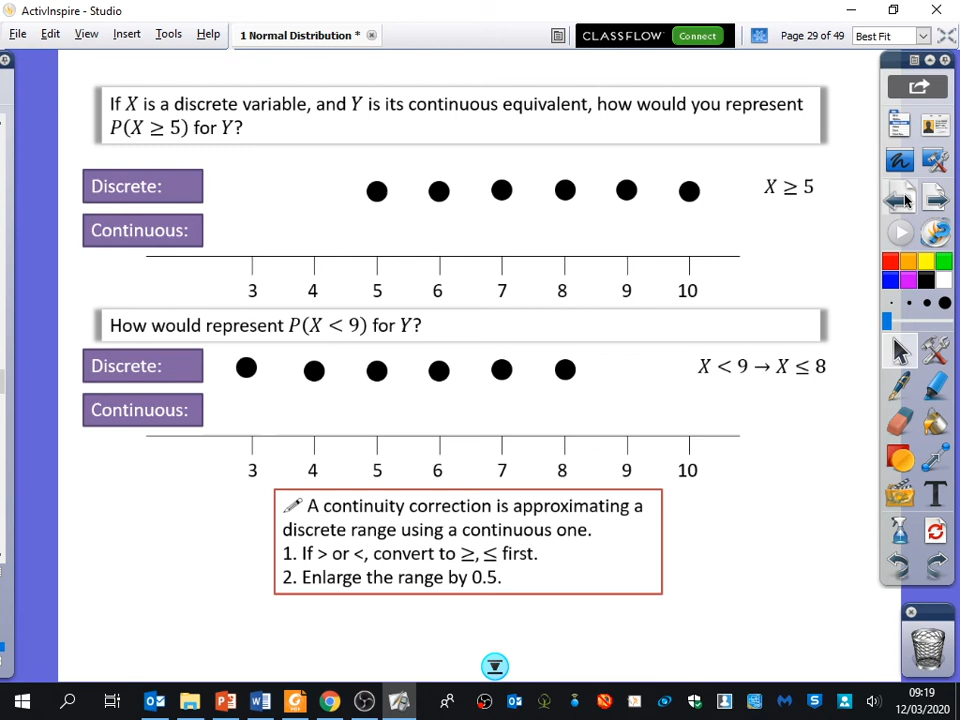 ActivInspire - Studio
File Edit View Insert Tools Help 1 Normal Distribution * CLASSFLOW Connect Page 29 of 49 Best Fit
If X is a discrete variable, and Y is its continuous equivalent, how would you represent
P(X ≥ 5) for Y?
Discrete: X ≥ 5
Continuous:
3 4 5 6 7 8 9 10
How would represent P(X < 9) for Y?
Discrete: X < 9 → X ≤ 8
Continuous:
3 4 5 6 7 8 9 10
A continuity correction is approximating a
discrete range using a continuous one.
1. If > or <, convert to ≥, ≤ first.
2. Enlarge the range by 0.5.
09:19
12/03/2020